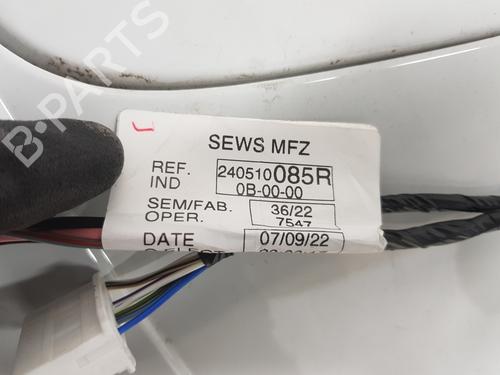 SEWS MFZ
REF. 240510085R
IND 0B-00-00
SEM/FAB. 36/22
OPER. 7547
DATE 07/09/22
B-PARTS